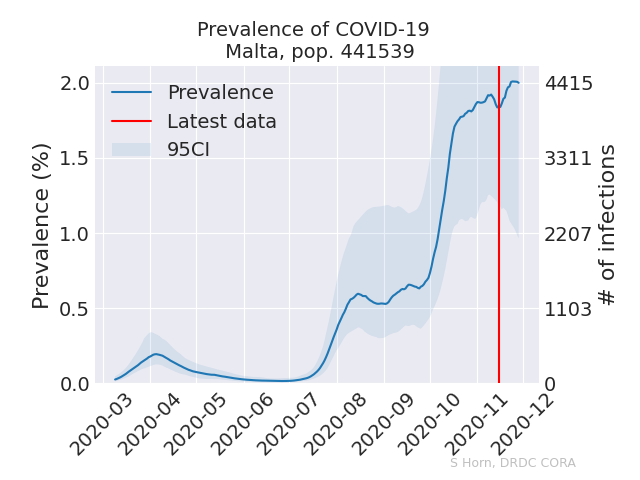 Prevalence of COVID-19
Malta, pop. 441539
Prevalence
Latest data
95CI
Prevalence (%)
2.0
1.5
1.0
0.5
0.0
4415
3311
2207
1103
0
# of infections
2020-03
2020-04
2020-05
2020-06
2020-07
2020-08
2020-09
2020-10
2020-11
2020-12
S Horn, DRDC CORA